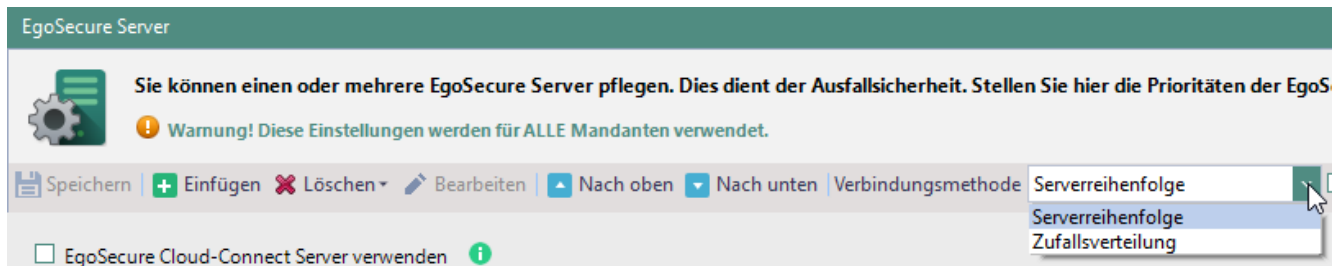 EgoSecure Server
Sie können einen oder mehrere EgoSecure Server pflegen. Dies dient der Ausfallsicherheit. Stellen Sie hier die Prioritäten der EgoS
Warnung! Diese Einstellungen werden für ALLE Mandanten verwendet.
Speichern Einfügen Löschen Bearbeiten Nach oben Nach unten Verbindungsmethode Serverreihenfolge
Serverreihenfolge
Zufallsverteilung
EgoSecure Cloud-Connect Server verwenden